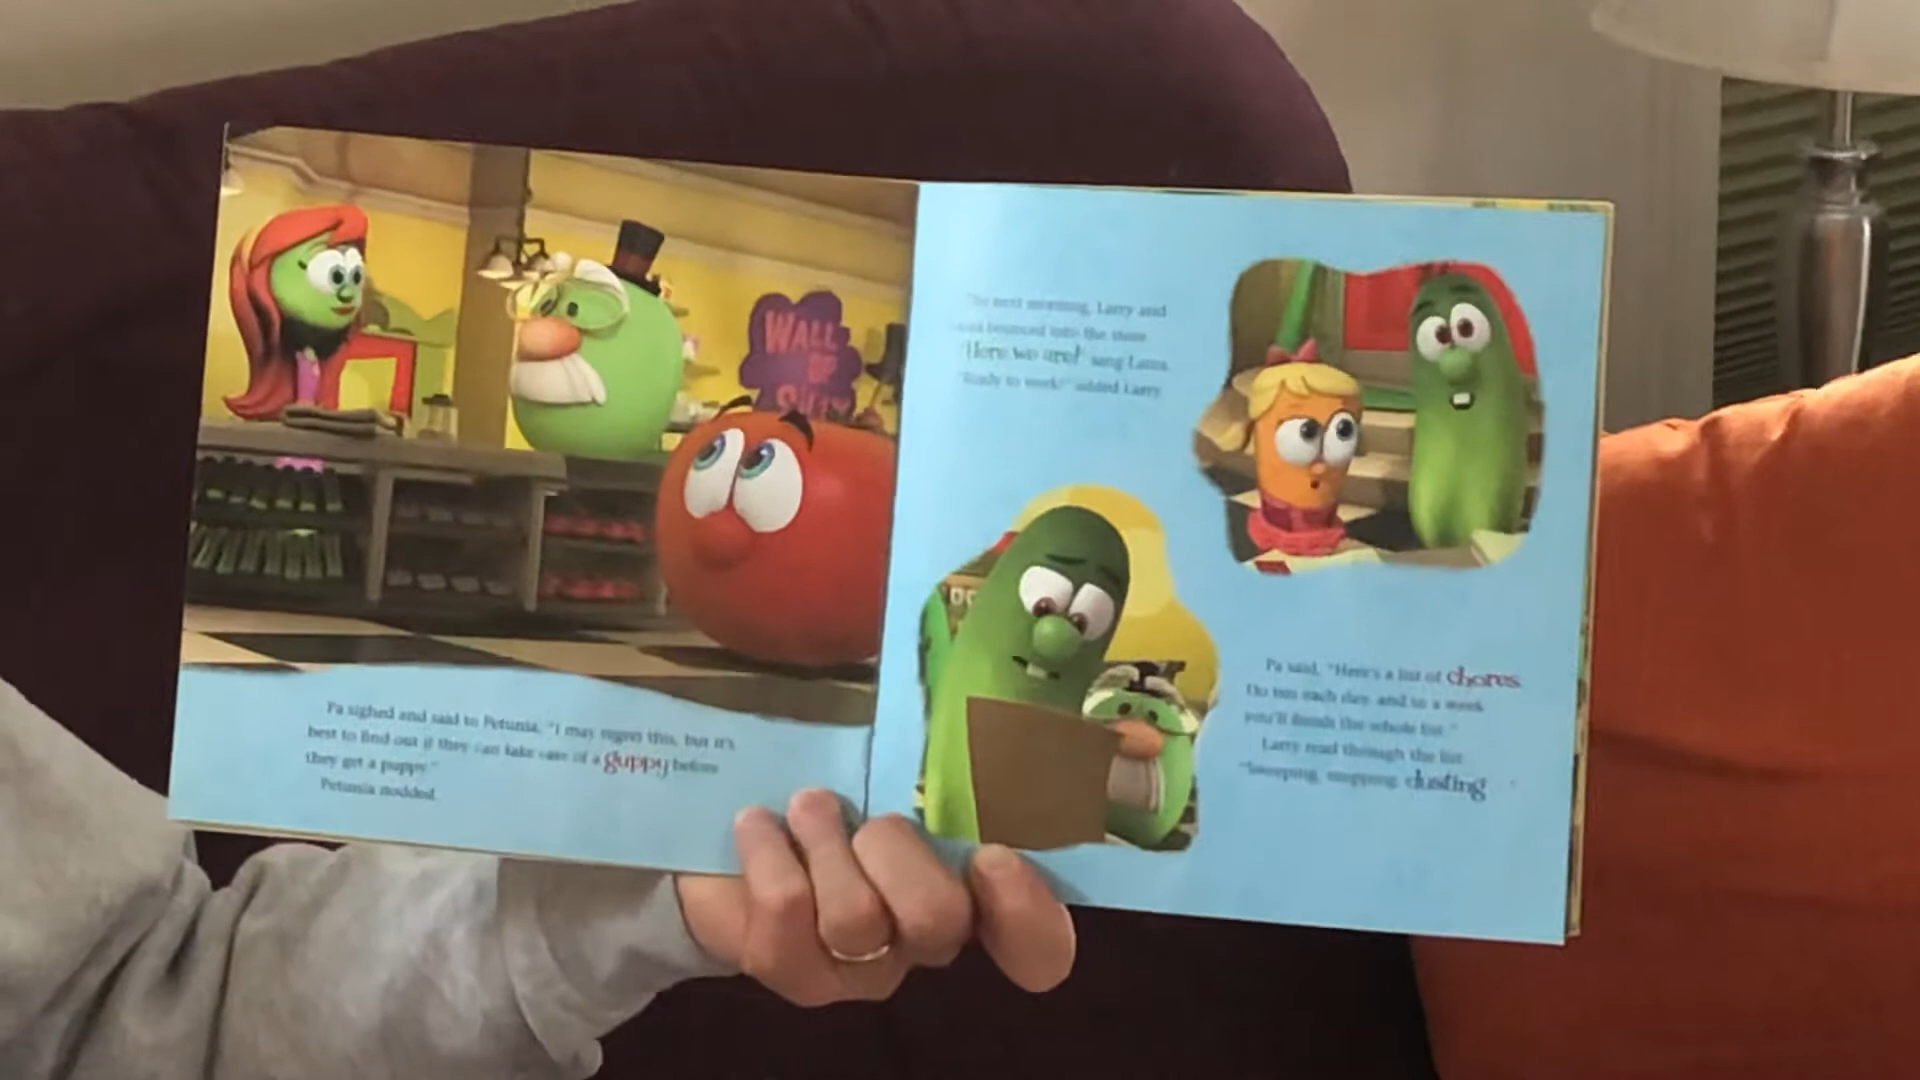 WALL
OF
SILLY
Pa sighed and said to Petunia, "I may regret this, but it's
best to find out if they can take care of a guppy before
they get a puppy."
Petunia nodded.
The next morning, Larry and
bounced into the store
"Here we are!" sang Laura.
"Ready to work!" added Larry.
Pa said, "Here's a list of chores.
Do ten each day, and in a week
you'll finish the whole list."
Larry read through the list.
"Sweeping, mopping, dusting